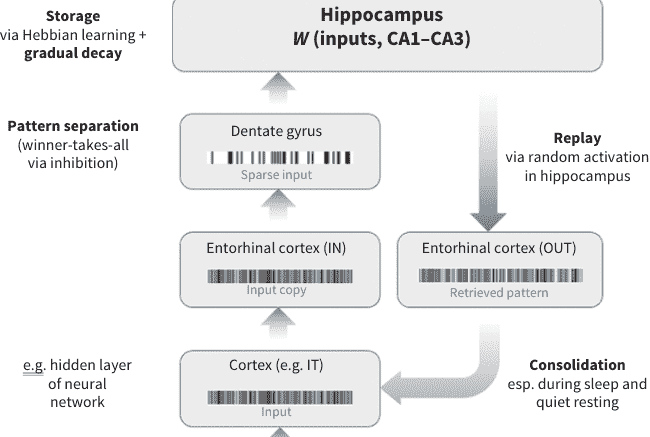 Storage
via Hebbian learning +
gradual decay
Hippocampus
W (inputs, CA1–CA3)
Pattern separation
(winner-takes-all
via inhibition)
Dentate gyrus
Sparse input
Replay
via random activation
in hippocampus
Entorhinal cortex (IN)
Input copy
Entorhinal cortex (OUT)
Retrieved pattern
e.g. hidden layer
of neural
network
Cortex (e.g. IT)
Input
Consolidation
esp. during sleep and
quiet resting